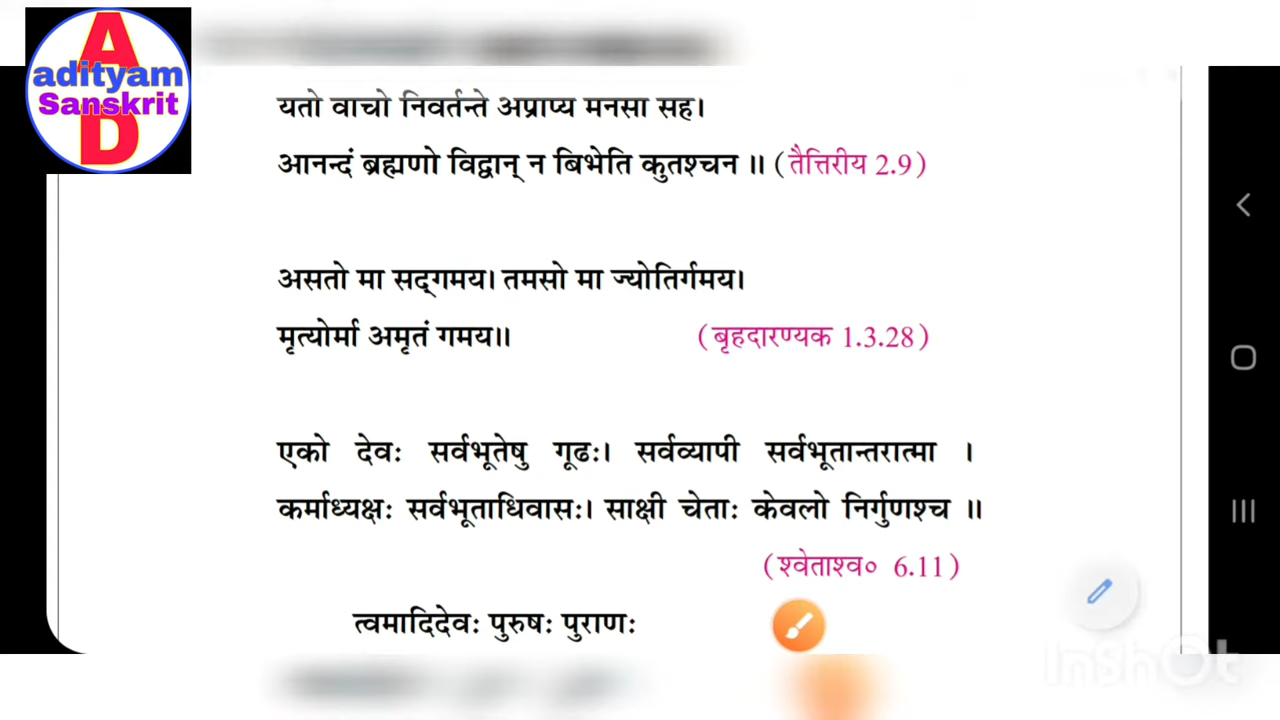 A
adityam
Sanskrit
D
यतो वाचो निवर्तन्ते अप्राप्य मनसा सह।
आनन्दं ब्रह्मणो विद्वान् न बिभेति कुतश्चन ॥ (तैत्तिरीय 2.9)
असतो मा सद्गमय। तमसो मा ज्योतिर्गमय।
मृत्योर्मा अमृतं गमय॥ (बृहदारण्यक 1.3.28)
एको देवः सर्वभूतेषु गूढः। सर्वव्यापी सर्वभूतान्तरात्मा ।
कर्माध्यक्षः सर्वभूताधिवासः। साक्षी चेताः केवलो निर्गुणश्च ॥
(श्वेताश्व० 6.11)
त्वमादिदेवः पुरुषः पुराणः
InShOt